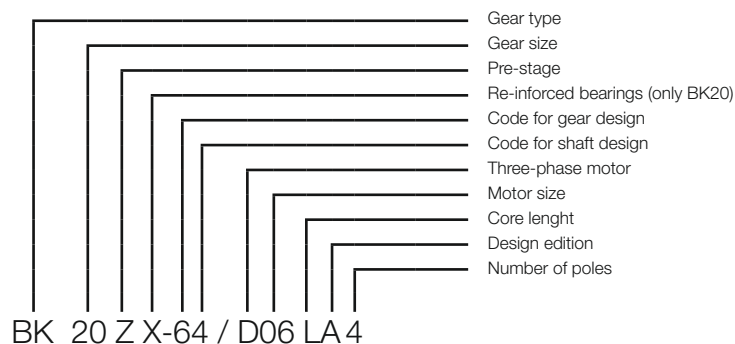 Gear type
Gear size
Pre-stage
Re-inforced bearings (only BK20)
Code for gear design
Code for shaft design
Three-phase motor
Motor size
Core lenght
Design edition
Number of poles
BK 20 Z X-64 / D06 LA 4